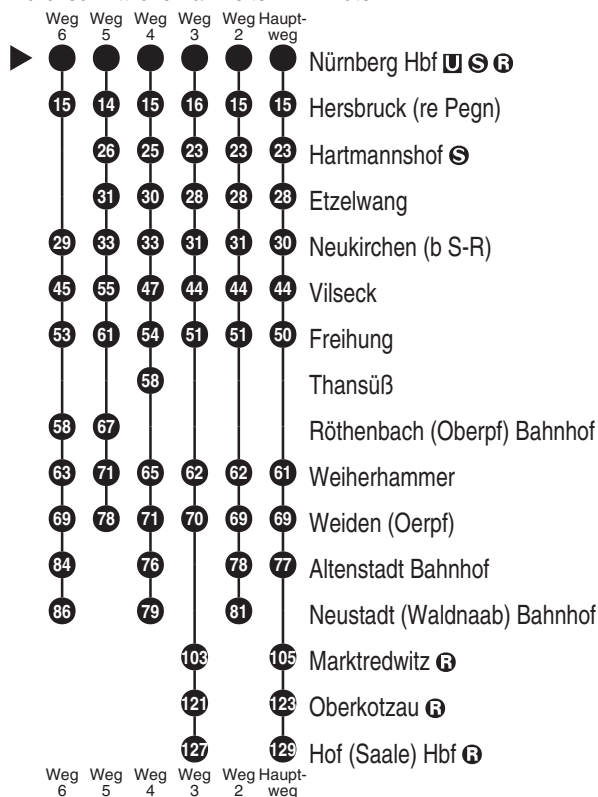 Weg 6 Weg 5 Weg 4 Weg 3 Weg 2 Haupt-weg
Nürnberg Hbf U S R
15 14 15 16 15 15 Hersbruck (re Pegn)
26 25 23 23 23 Hartmannshof S
31 30 28 28 28 Etzelwang
29 33 33 31 31 30 Neukirchen (b S-R)
45 55 47 44 44 44 Vilseck
53 61 54 51 51 50 Freihung
58 Thansüß
58 67 Röthenbach (Oberpf) Bahnhof
63 71 65 62 62 61 Weiherhammer
69 78 71 70 69 69 Weiden (Oerpf)
84 76 78 77 Altenstadt Bahnhof
86 79 81 Neustadt (Waldnaab) Bahnhof
103 105 Marktredwitz R
121 123 Oberkotzau R
127 129 Hof (Saale) Hbf R
Weg 6 Weg 5 Weg 4 Weg 3 Weg 2 Haupt-weg